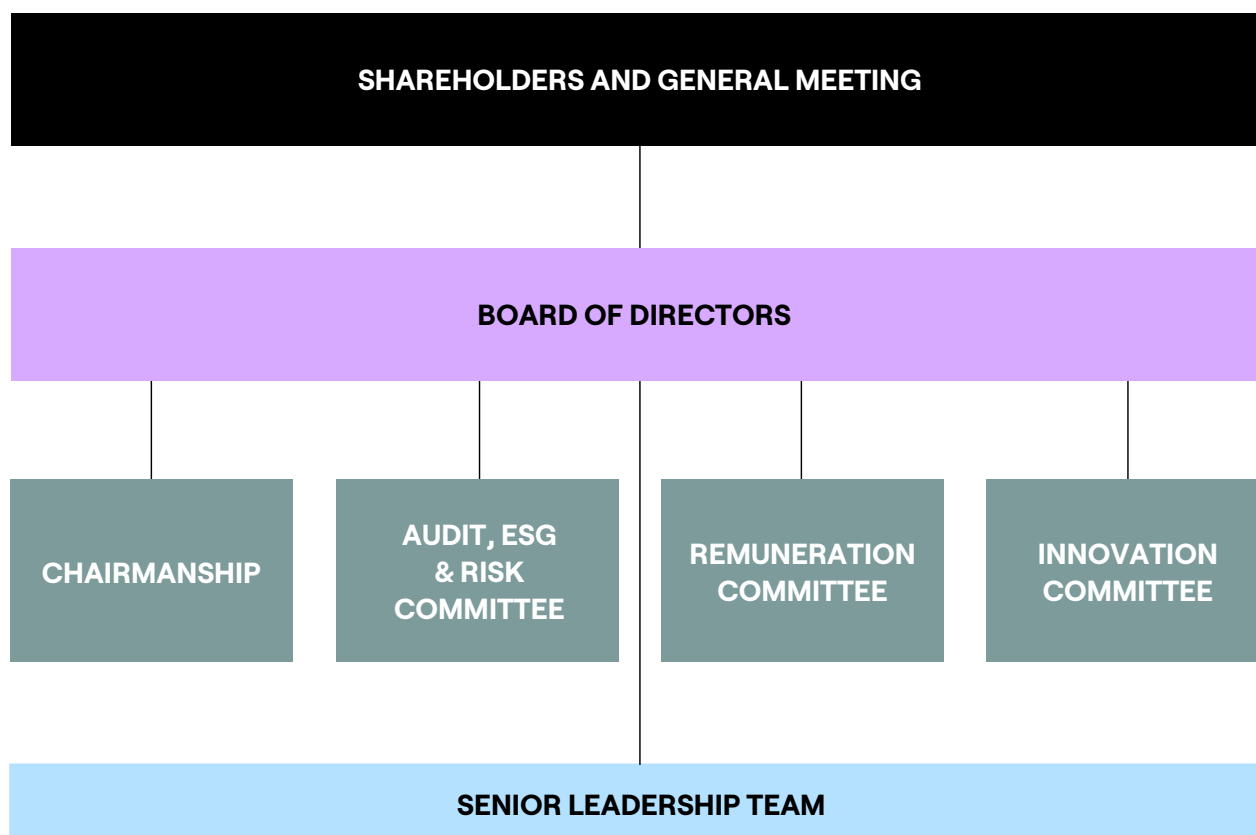 SHAREHOLDERS AND GENERAL MEETING
BOARD OF DIRECTORS
CHAIRMANSHIP
AUDIT, ESG
& RISK
COMMITTEE
REMUNERATION
COMMITTEE
INNOVATION
COMMITTEE
SENIOR LEADERSHIP TEAM